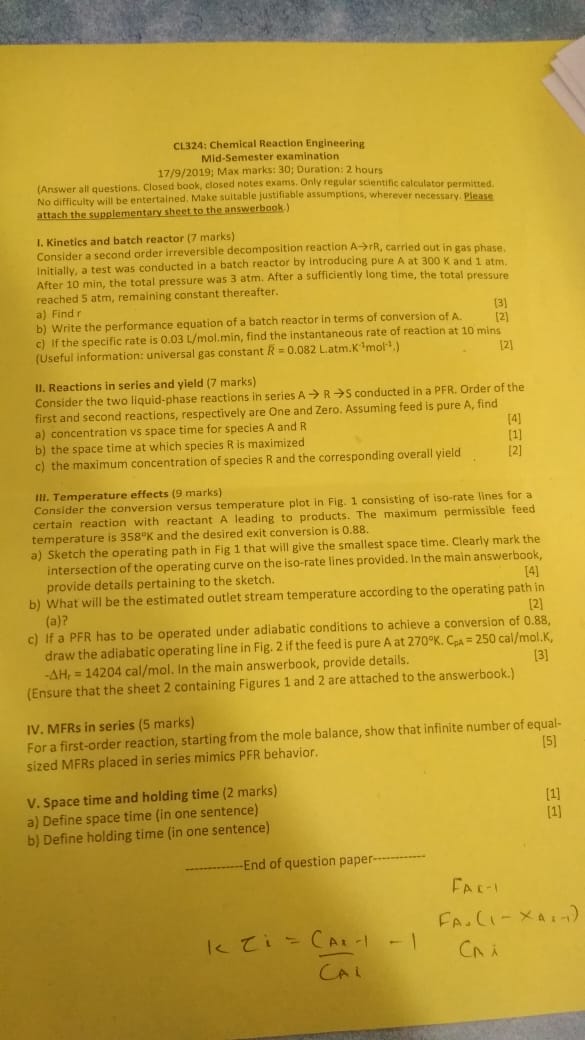 CL324: Chemical Reaction Engineering
Mid-Semester examination
17/9/2019; Max marks: 30; Duration: 2 hours
(Answer all questions. Closed book, closed notes exams. Only regular scientific calculator permitted.
No difficulty will be entertained. Make suitable justifiable assumptions, wherever necessary. Please
attach the supplementary sheet to the answerbook.)
I. Kinetics and batch reactor (7 marks)
Consider a second order irreversible decomposition reaction A→rR, carried out in gas phase.
Initially, a test was conducted in a batch reactor by introducing pure A at 300 K and 1 atm.
After 10 min, the total pressure was 3 atm. After a sufficiently long time, the total pressure
reached 5 atm, remaining constant thereafter.
a) Find r [3]
b) Write the performance equation of a batch reactor in terms of conversion of A. [2]
c) If the specific rate is 0.03 L/mol.min, find the instantaneous rate of reaction at 10 mins
(Useful information: universal gas constant R̄ = 0.082 L.atm.K⁻¹mol⁻¹.) [2]
II. Reactions in series and yield (7 marks)
Consider the two liquid-phase reactions in series A → R →S conducted in a PFR. Order of the
first and second reactions, respectively are One and Zero. Assuming feed is pure A, find
a) concentration vs space time for species A and R [4]
b) the space time at which species R is maximized [1]
c) the maximum concentration of species R and the corresponding overall yield [2]
III. Temperature effects (9 marks)
Consider the conversion versus temperature plot in Fig. 1 consisting of iso-rate lines for a
certain reaction with reactant A leading to products. The maximum permissible feed
temperature is 358°K and the desired exit conversion is 0.88.
a) Sketch the operating path in Fig 1 that will give the smallest space time. Clearly mark the
intersection of the operating curve on the iso-rate lines provided. In the main answerbook,
provide details pertaining to the sketch. [4]
b) What will be the estimated outlet stream temperature according to the operating path in
(a)? [2]
c) If a PFR has to be operated under adiabatic conditions to achieve a conversion of 0.88,
draw the adiabatic operating line in Fig. 2 if the feed is pure A at 270°K. CpA = 250 cal/mol.K,
-ΔHr = 14204 cal/mol. In the main answerbook, provide details. [3]
(Ensure that the sheet 2 containing Figures 1 and 2 are attached to the answerbook.)
IV. MFRs in series (5 marks)
For a first-order reaction, starting from the mole balance, show that infinite number of equal-
sized MFRs placed in series mimics PFR behavior. [5]
V. Space time and holding time (2 marks)
a) Define space time (in one sentence) [1]
b) Define holding time (in one sentence) [1]
-------------End of question paper------------
FAi-1
FA0(1-XAi-1)
k τi = CAi-1 / CAi - 1
CAi